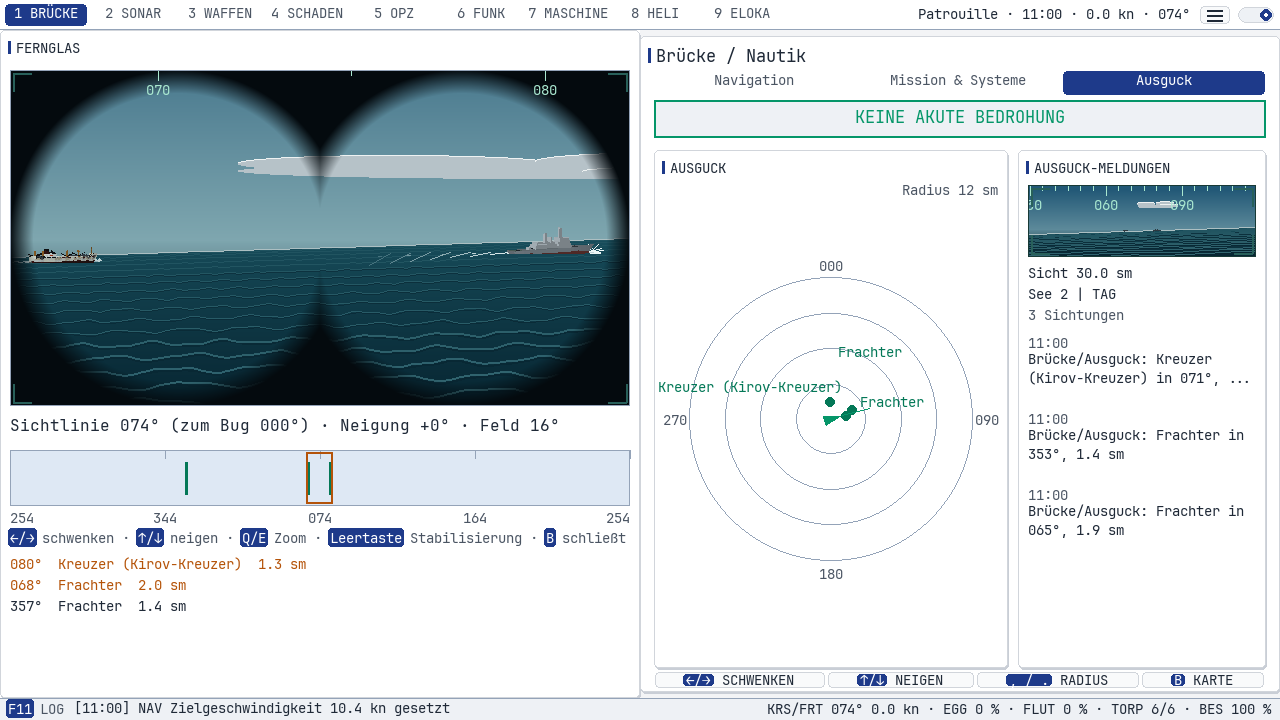 1 BRÜCKE 2 SONAR 3 WAFFEN 4 SCHADEN 5 OPZ 6 FUNK 7 MASCHINE 8 HELI 9 ELOKA Patrouille · 11:00 · 0.0 kn · 074°
FERNGLAS
070 080
Sichtlinie 074° (zum Bug 000°) · Neigung +0° · Feld 16°
254 344 074 164 254
←/→ schwenken · ↑/↓ neigen · Q/E Zoom · Leertaste Stabilisierung · B schließt
080° Kreuzer (Kirov-Kreuzer) 1.3 sm
068° Frachter 2.0 sm
357° Frachter 1.4 sm
Brücke / Nautik
Navigation Mission & Systeme Ausguck
KEINE AKUTE BEDROHUNG
AUSGUCK
Radius 12 sm
000
Frachter
Kreuzer (Kirov-Kreuzer)
Frachter
270 090
180
AUSGUCK-MELDUNGEN
060 090
Sicht 30.0 sm
See 2 | TAG
3 Sichtungen
11:00
Brücke/Ausguck: Kreuzer
(Kirov-Kreuzer) in 071°, ...
11:00
Brücke/Ausguck: Frachter in
353°, 1.4 sm
11:00
Brücke/Ausguck: Frachter in
065°, 1.9 sm
←/→ SCHWENKEN ↑/↓ NEIGEN , / . RADIUS B KARTE
F11 LOG [11:00] NAV Zielgeschwindigkeit 10.4 kn gesetzt KRS/FRT 074° 0.0 kn · EGG 0 % · FLUT 0 % · TORP 6/6 · BES 100 %